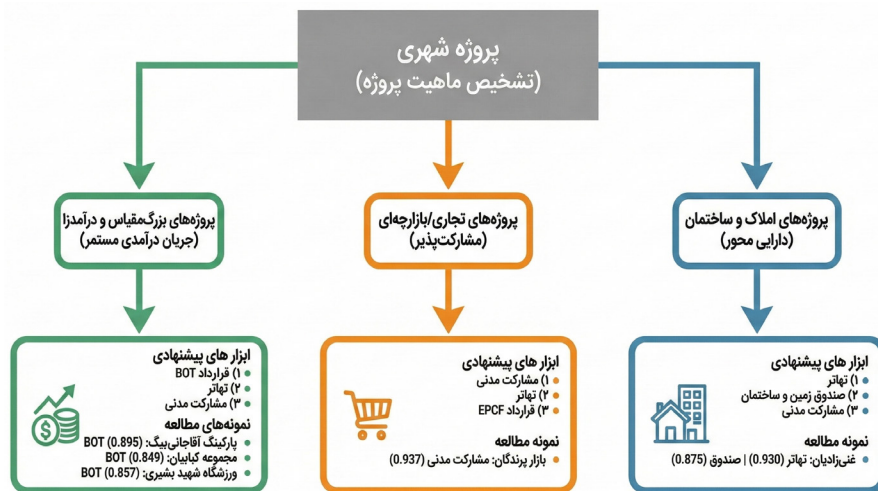 پروژه شهری
(تشخیص ماهیت پروژه)
پروژه‌های املاک و ساختمان
(دارایی محور)
ابزار های پیشنهادی
۱) تهاتر
۲) صندوق زمین و ساختمان
۳) مشارکت مدنی
نمونه مطالعه
غنی‌زادیان: تهاتر (0.930) | صندوق (0.875)
پروژه‌های تجاری/بازارچه‌ای
(مشارکت‌پذیر)
ابزار های پیشنهادی
۱) مشارکت مدنی
۲) تهاتر
۳) قرارداد EPCF
نمونه مطالعه
بازار پرندگان: مشارکت مدنی (0.937)
پروژه‌های بزرگ‌مقیاس و درآمدزا
(جریان درآمدی مستمر)
ابزار های پیشنهادی
۱) قرارداد BOT
۲) تهاتر
۳) مشارکت مدنی
نمونه‌های مطالعه
پارکینگ آقاجانی‌بیگ: BOT (0.895)
مجموعه کبابیان: BOT (0.849)
ورزشگاه شهید بشیری: BOT (0.857)